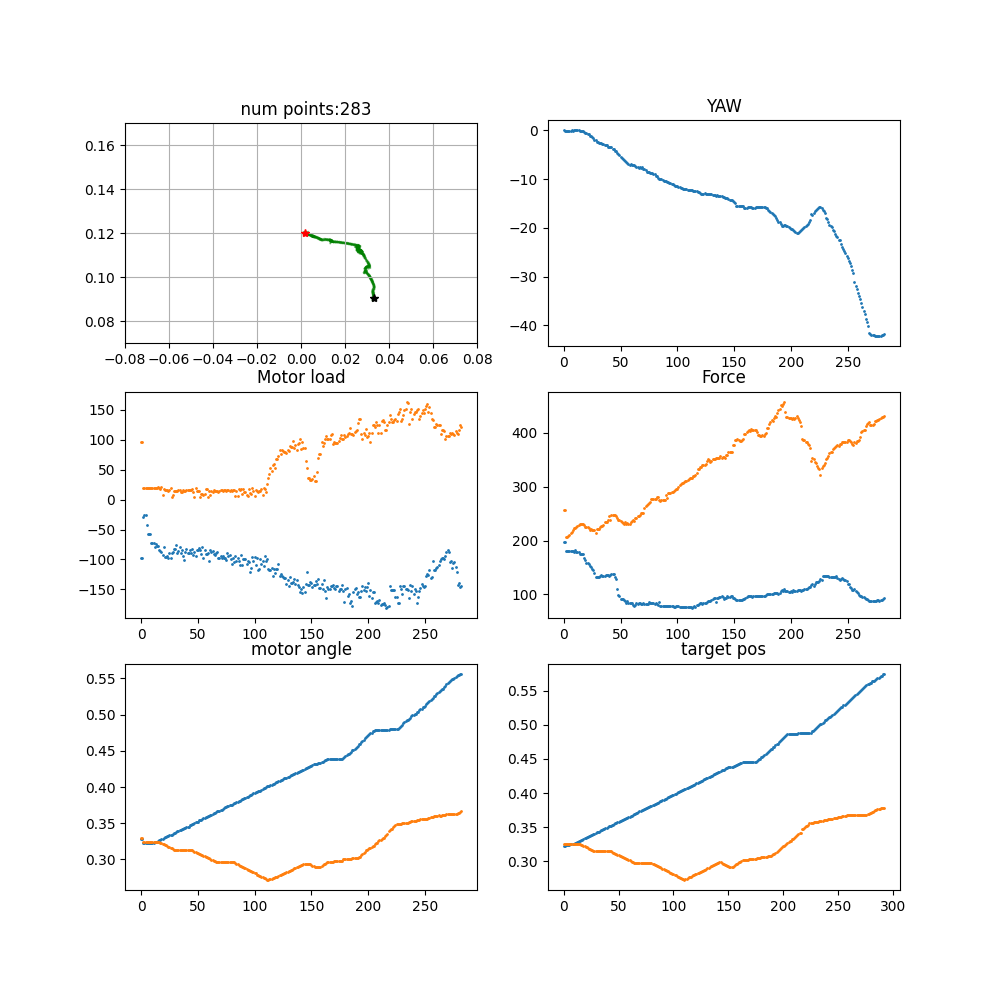 num points:283
0.16
0.14
0.12
0.10
0.08
−0.08 −0.06 −0.04 −0.02 0.00 0.02 0.04 0.06 0.08
YAW
0
−10
−20
−30
−40
0 50 100 150 200 250
Motor load
150
100
50
0
−50
−100
−150
0 50 100 150 200 250
Force
400
300
200
100
0 50 100 150 200 250
motor angle
0.55
0.50
0.45
0.40
0.35
0.30
0 50 100 150 200 250
target pos
0.55
0.50
0.45
0.40
0.35
0.30
0 50 100 150 200 250 300